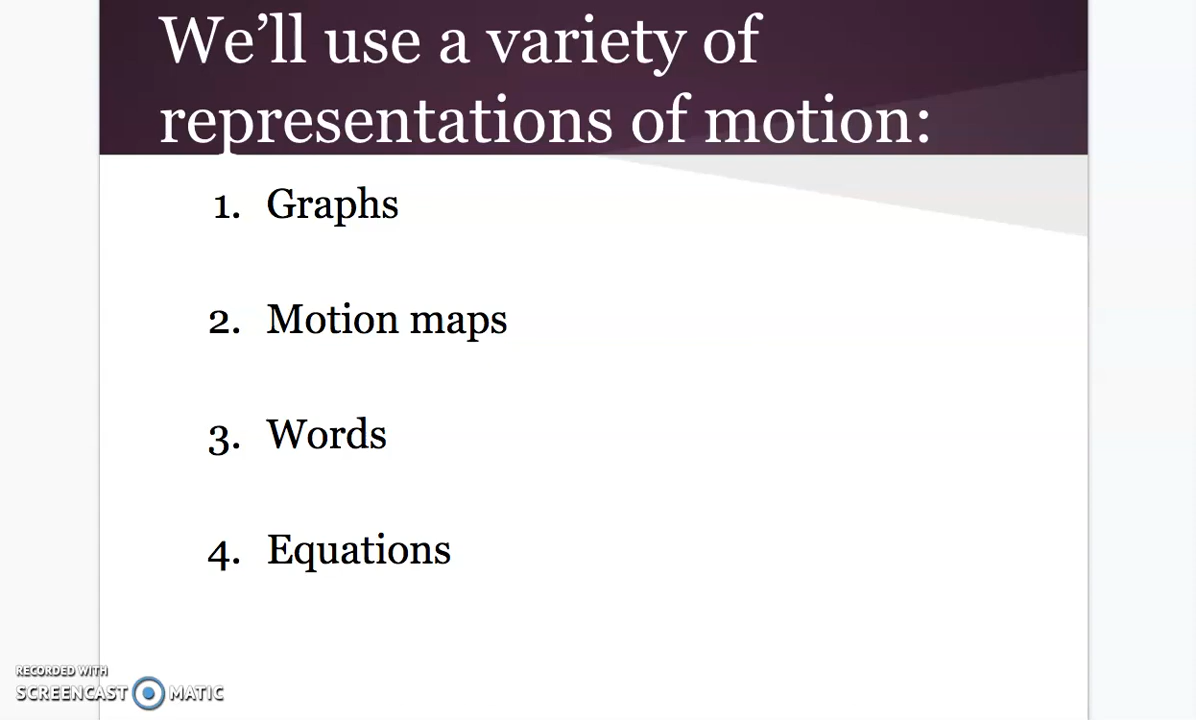 We’ll use a variety of
representations of motion:
1. Graphs
2. Motion maps
3. Words
4. Equations
RECORDED WITH
SCREENCAST MATIC